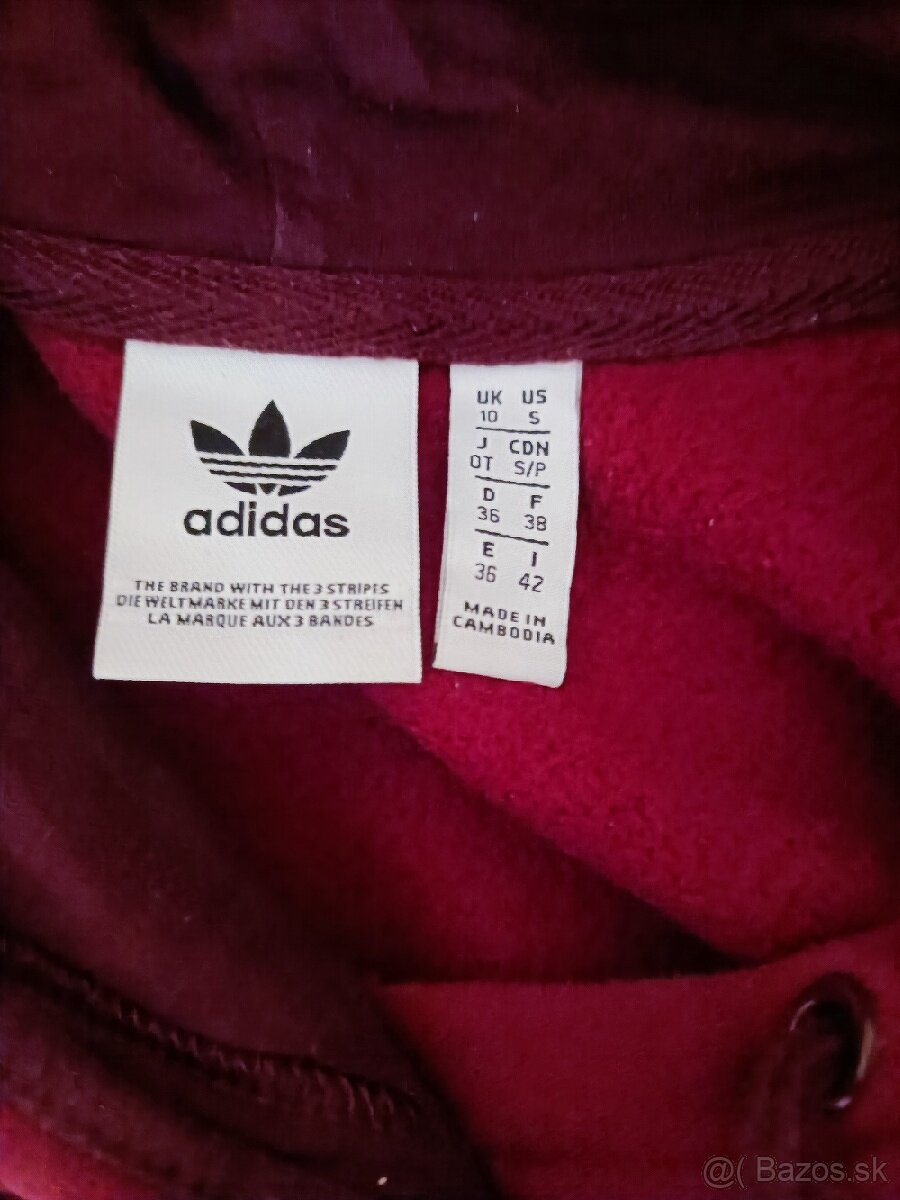 adidas
THE BRAND WITH THE 3 STRIPES
DIE WELTMARKE MIT DEN 3 STREIFEN
LA MARQUE AUX 3 BANDES
UK US
10 S
J CDN
OT S/P
D F
36 38
E I
36 42
MADE IN
CAMBODIA
@( Bazos.sk